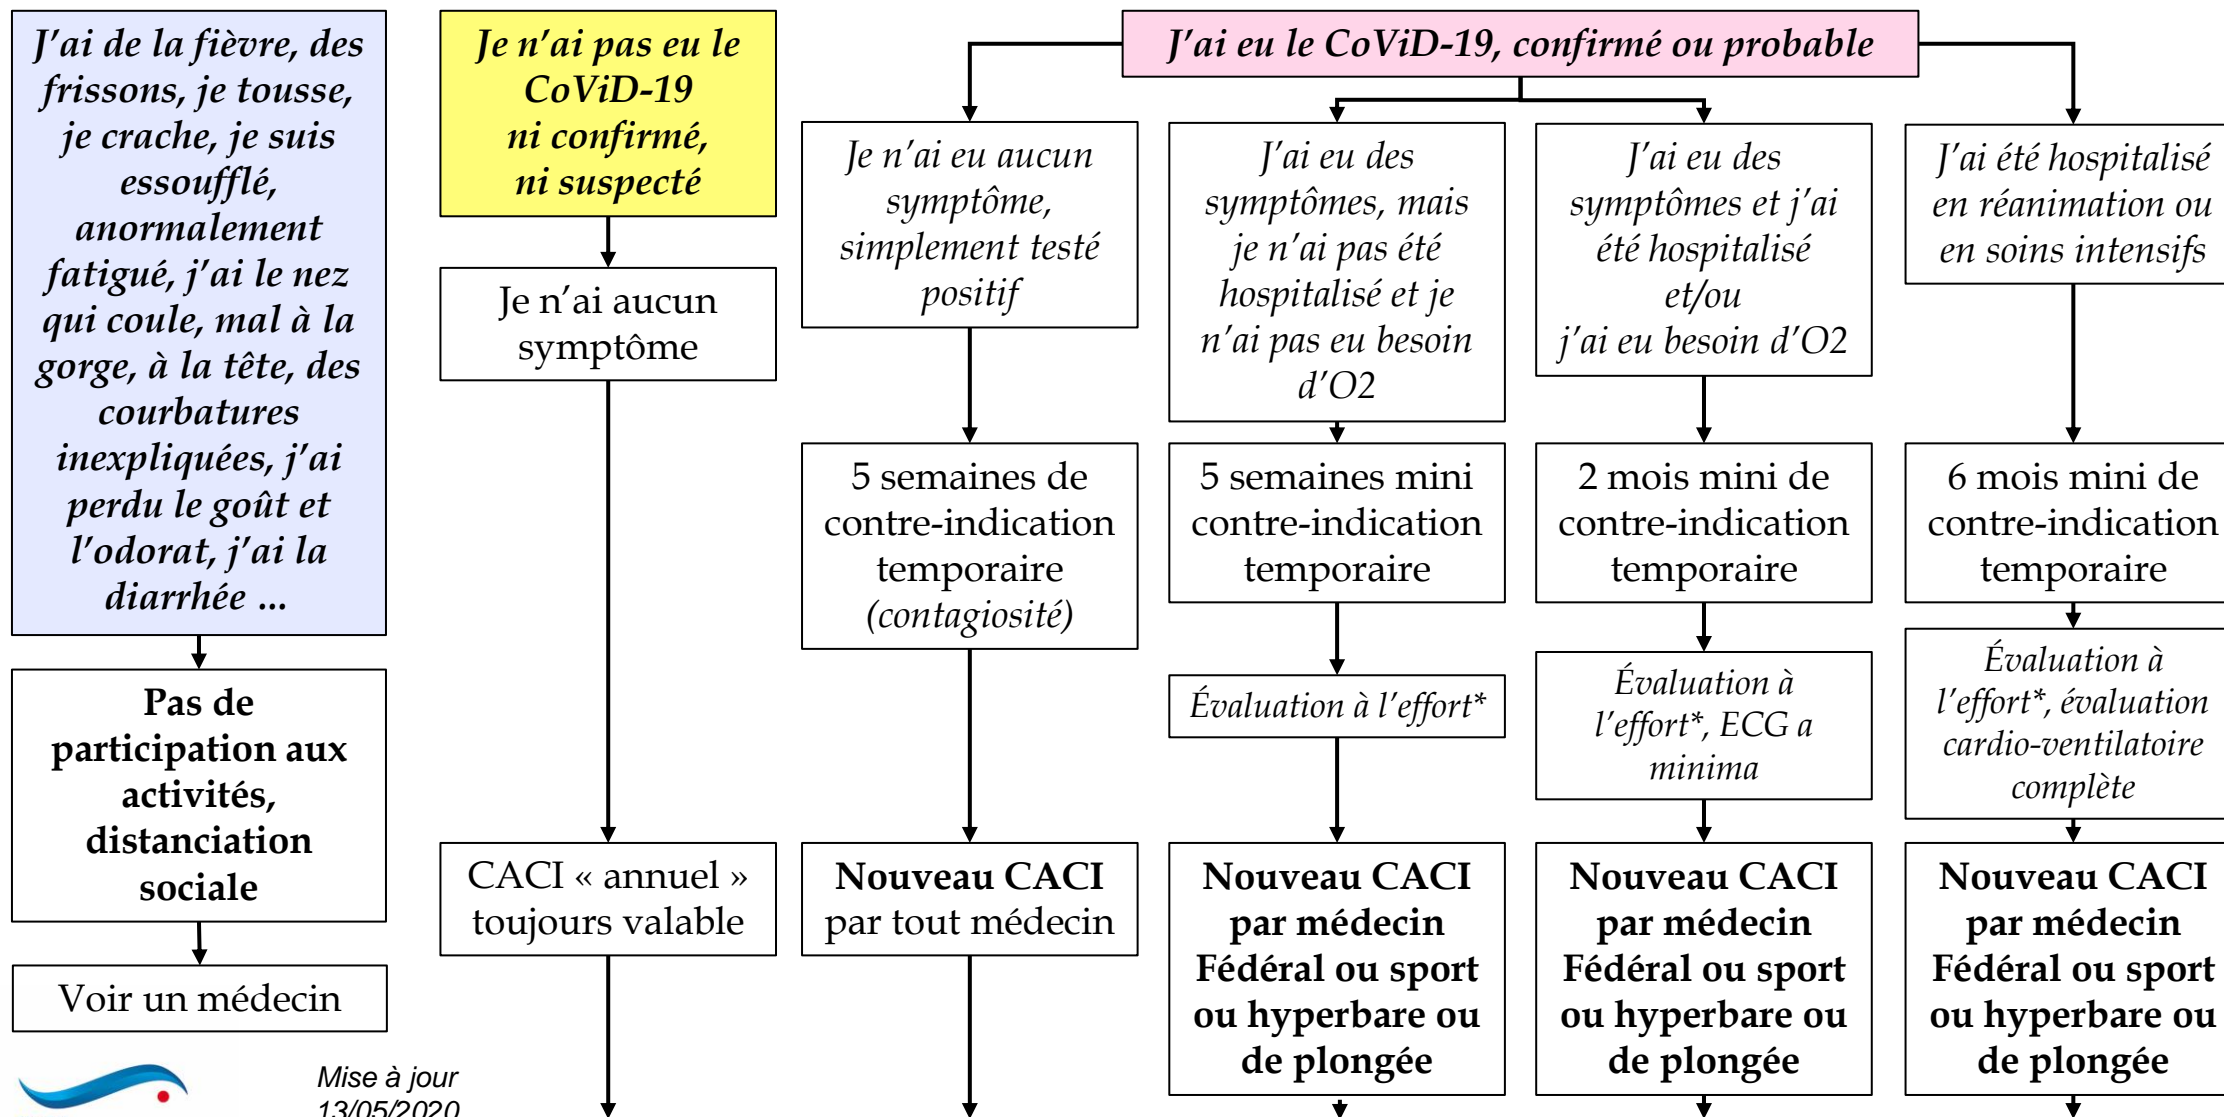 J'ai de la fièvre, des
frissons, je tousse,
je crache, je suis
essoufflé,
anormalement
fatigué, j'ai le nez
qui coule, mal à la
gorge, à la tête, des
courbatures
inexpliquées, j'ai
perdu le goût et
l'odorat, j'ai la
diarrhée ...
Pas de
participation aux
activités,
distanciation
sociale
Voir un médecin
Mise à jour
13/05/2020
Je n'ai pas eu le
CoViD-19
ni confirmé,
ni suspecté
Je n'ai aucun
symptôme
CACI « annuel »
toujours valable
J'ai eu le CoViD-19, confirmé ou probable
Je n'ai eu aucun
symptôme,
simplement testé
positif
5 semaines de
contre-indication
temporaire
(contagiosité)
Nouveau CACI
par tout médecin
J'ai eu des
symptômes, mais
je n'ai pas été
hospitalisé et je
n'ai pas eu besoin
d'O2
5 semaines mini
contre-indication
temporaire
Évaluation à l'effort*
Nouveau CACI
par médecin
Fédéral ou sport
ou hyperbare ou
de plongée
J'ai eu des
symptômes et j'ai
été hospitalisé
et/ou
j'ai eu besoin d'O2
2 mois mini de
contre-indication
temporaire
Évaluation à
l'effort*, ECG a
minima
Nouveau CACI
par médecin
Fédéral ou sport
ou hyperbare ou
de plongée
J'ai été hospitalisé
en réanimation ou
en soins intensifs
6 mois mini de
contre-indication
temporaire
Évaluation à
l'effort*, évaluation
cardio-ventilatoire
complète
Nouveau CACI
par médecin
Fédéral ou sport
ou hyperbare ou
de plongée